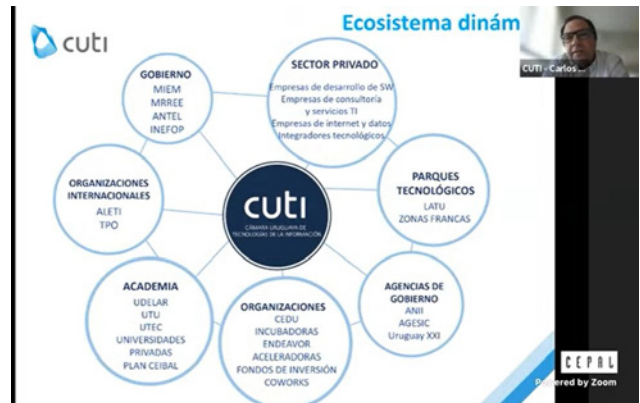 cuti
Ecosistema dinám
CUTI - Carlos
GOBIERNO
MIEM
MRREE
ANTEL
INEFOP
SECTOR PRIVADO
Empresas de desarrollo de SW
Empresas de consultoría
y servicios TI
Empresas de internet y datos
Integradores tecnológicos
ORGANIZACIONES
INTERNACIONALES
ALETI
TPO
cuti
CÁMARA URUGUAYA DE
TECNOLOGÍAS DE LA INFORMACIÓN
PARQUES
TECNOLÓGICOS
LATU
ZONAS FRANCAS
ACADEMIA
UDELAR
UTU
UTEC
UNIVERSIDADES
PRIVADAS
PLAN CEIBAL
ORGANIZACIONES
CEDU
INCUBADORAS
ENDEAVOR
ACELERADORAS
FONDOS DE INVERSIÓN
COWORKS
AGENCIAS DE
GOBIERNO
ANII
AGESIC
Uruguay XXI
CEPAL
Powered by Zoom